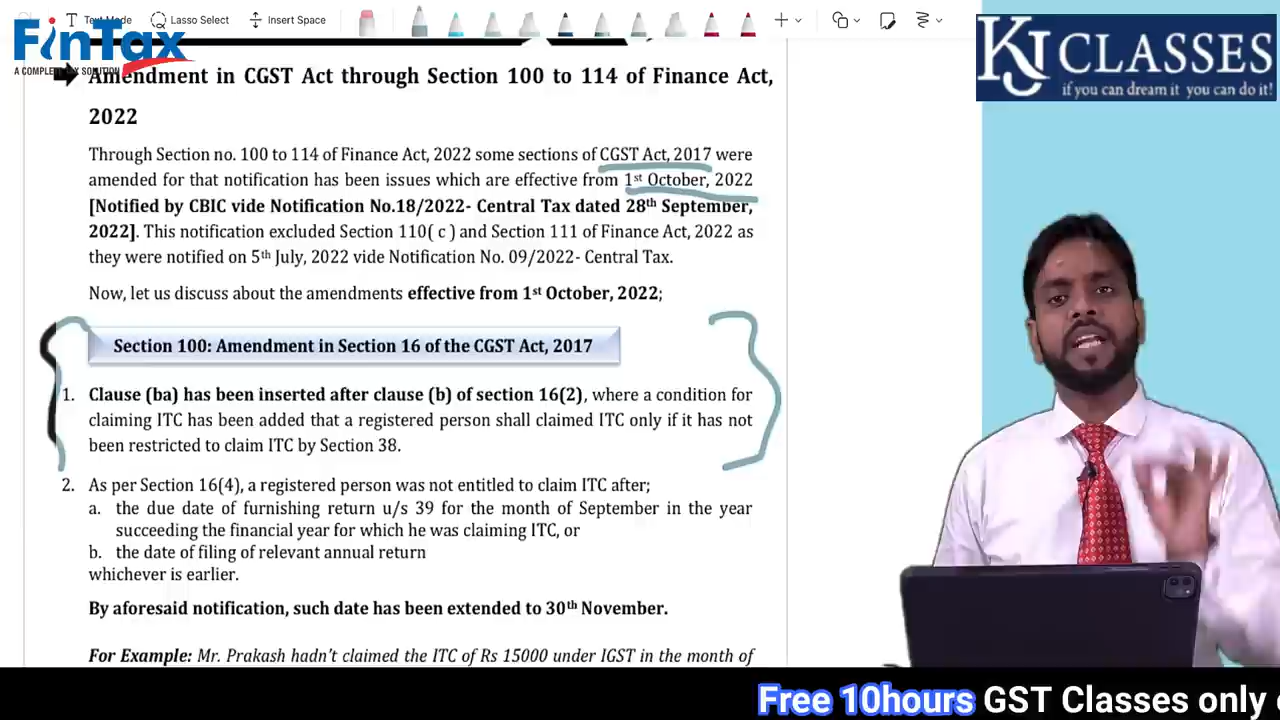 Text Mode
Lasso Select
Insert Space
FinTax
A COMPLETE TAX SOLUTION
KJ CLASSES
if you can dream it you can do it!
Amendment in CGST Act through Section 100 to 114 of Finance Act,
2022
Through Section no. 100 to 114 of Finance Act, 2022 some sections of CGST Act, 2017 were
amended for that notification has been issues which are effective from 1st October, 2022
[Notified by CBIC vide Notification No.18/2022- Central Tax dated 28th September,
2022]. This notification excluded Section 110( c ) and Section 111 of Finance Act, 2022 as
they were notified on 5th July, 2022 vide Notification No. 09/2022- Central Tax.
Now, let us discuss about the amendments effective from 1st October, 2022;
Section 100: Amendment in Section 16 of the CGST Act, 2017
1. Clause (ba) has been inserted after clause (b) of section 16(2), where a condition for
claiming ITC has been added that a registered person shall claimed ITC only if it has not
been restricted to claim ITC by Section 38.
2. As per Section 16(4), a registered person was not entitled to claim ITC after;
a. the due date of furnishing return u/s 39 for the month of September in the year
succeeding the financial year for which he was claiming ITC, or
b. the date of filing of relevant annual return
whichever is earlier.
By aforesaid notification, such date has been extended to 30th November.
For Example: Mr. Prakash hadn't claimed the ITC of Rs 15000 under IGST in the month of
Free 10hours GST Classes only